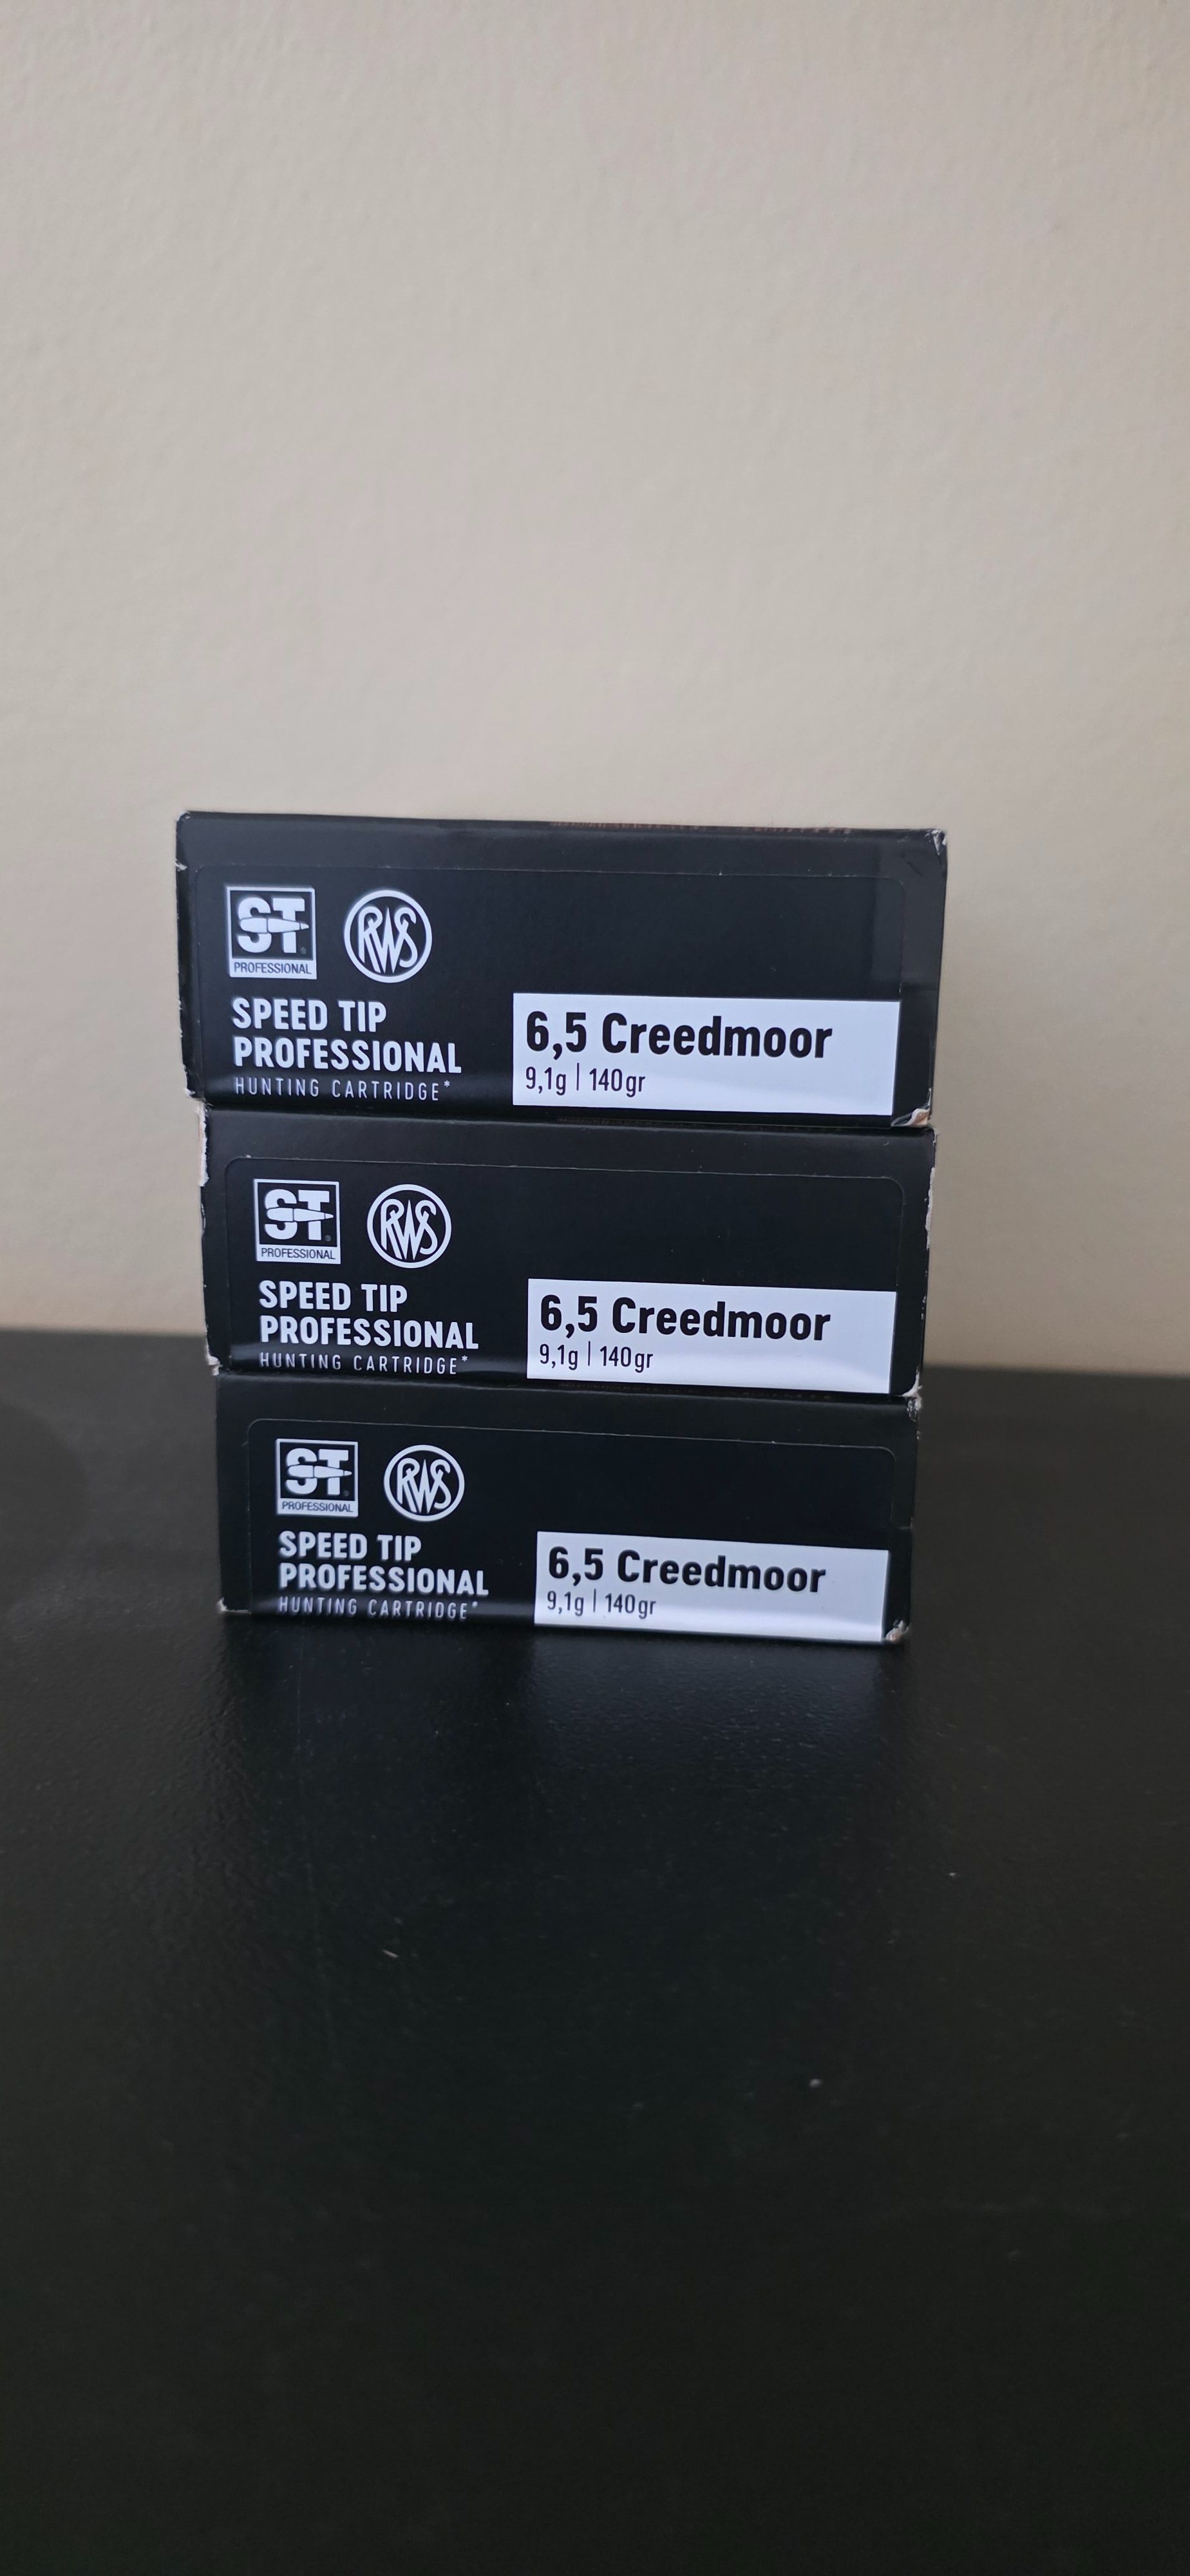 ST
PROFESSIONAL
RWS
SPEED TIP
PROFESSIONAL
HUNTING CARTRIDGE*
6,5 Creedmoor
9,1g | 140gr
ST
PROFESSIONAL
RWS
SPEED TIP
PROFESSIONAL
HUNTING CARTRIDGE*
6,5 Creedmoor
9,1g | 140gr
ST
PROFESSIONAL
RWS
SPEED TIP
PROFESSIONAL
HUNTING CARTRIDGE*
6,5 Creedmoor
9,1g | 140gr